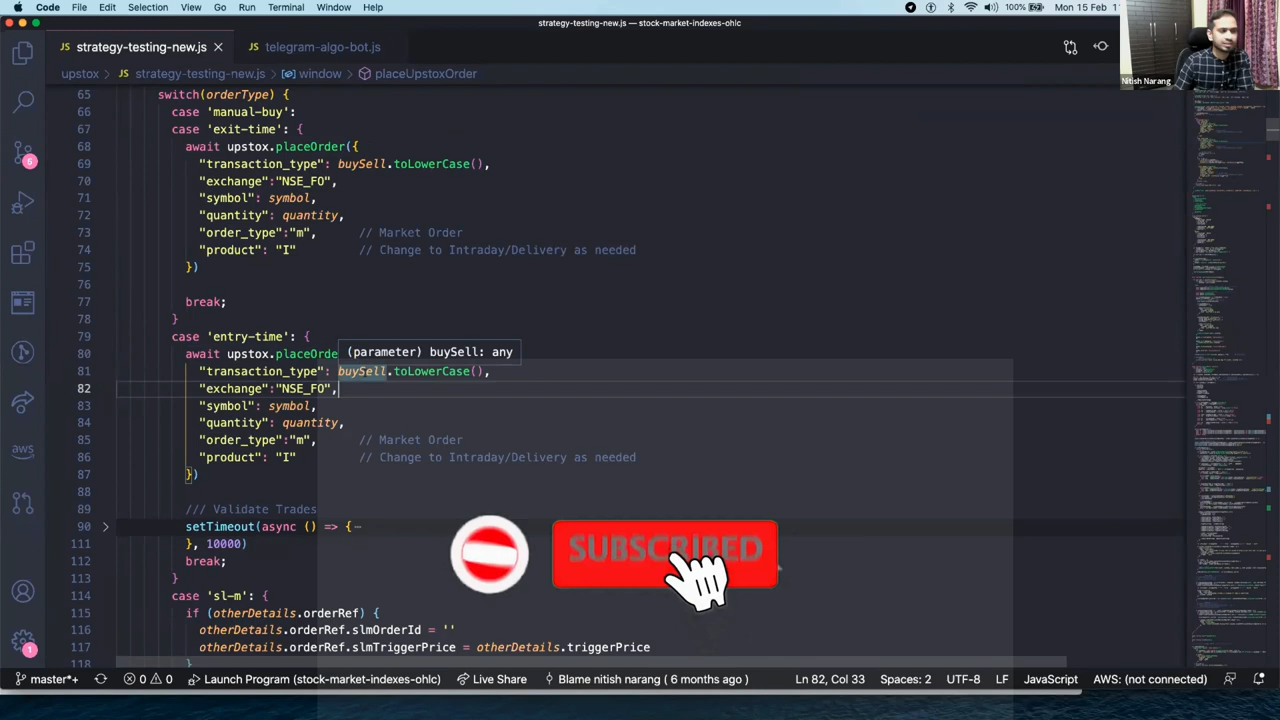 Code File Edit Selection View Go Run Terminal Window Help
100% Mon 15 Feb 1
strategy-testing-new.js — stock-market-indexes-ohlc
strategy-testing-new.js
telegram-algo-bot.js
Nitish Narang
upstox > strategy-testing-new.js > window > placeUpstoxOrder
65 switch(orderType) {
66 case 'manual-buy':
67 case 'exit-time': {
68 await upstox.placeOrder({
69 "transaction_type": buySell.toLowerCase(),
70 "exchange":"NSE_FO",
71 "symbol": symbol,
72 "quantity": quantity,
73 "order_type":"m", // Market Order
74 "product": "I" // Change to Intraday/Delivery as needed
75 })
77 break;
78 }
79 case 'entry-time': {
80 await upstox.placeOrde
(parameter) buySell: any
81 "transaction_type": buySell.toLowerCase(),
82 "exchange":"NSE_FO",
83 "symbol": symbol,
84 "quantity": quantity,
85 "order_type":"m", // Market Order
86 "product": "I" // Change to Intraday/Delivery as needed
87 })
88
/// Validate Trades
90 setTimeout(async () => {
111 }, 10000)
break;
SUBSCRIBED
113 }
114 case 'sl-m': {
115 if (otherDetails.orderRef) {
116 otherDetails.orderRef.slmOrderId = ''
117 otherDetails.orderRef.slmTriggerPrice = otherDetails.triggerPrice
}
5
1
aws
master* 0 2 Launch Program (stock-market-indexes-ohlc Live Share Blame narang ( 6 months ago ) Ln 82, Col 33 Spaces: 2 UTF-8 LF JavaScript AWS: (not connected)